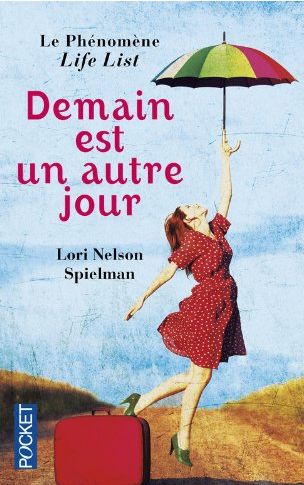 Le Phénomène
Life List
Demain
est
un autre
jour
Lori Nelson
Spielman
POCKET